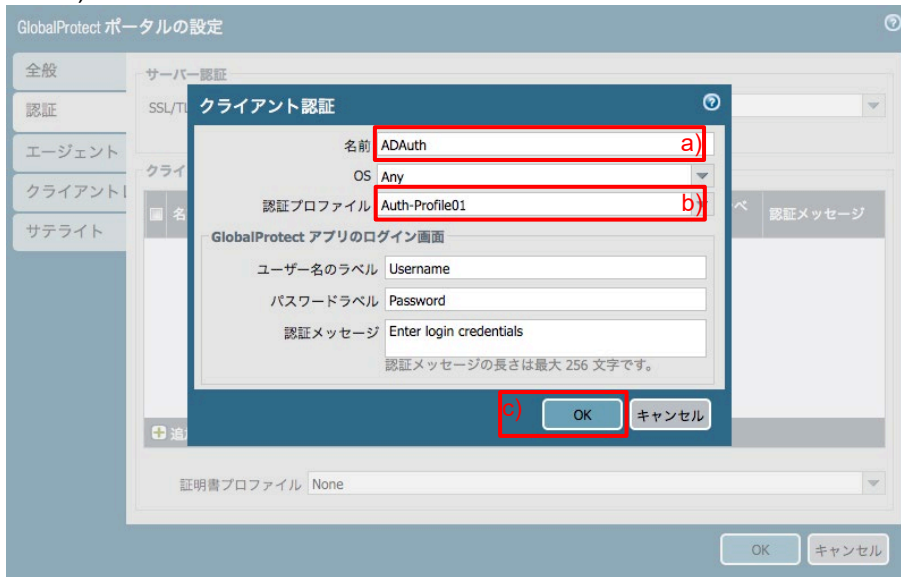 GlobalProtect ポータルの設定
全般
認証
エージェント
クライアント
サテライト
サーバー認証
SSL/TL
クライアント認証
名前 ADAuth a)
OS Any
認証プロファイル Auth-Profile01 b)
GlobalProtect アプリのログイン画面
ユーザー名のラベル Username
パスワードラベル Password
認証メッセージ Enter login credentials
認証メッセージの長さは最大 256 文字です。
c) OK キャンセル
クライ
名
ベ
認証メッセージ
追
証明書プロファイル None
OK キャンセル